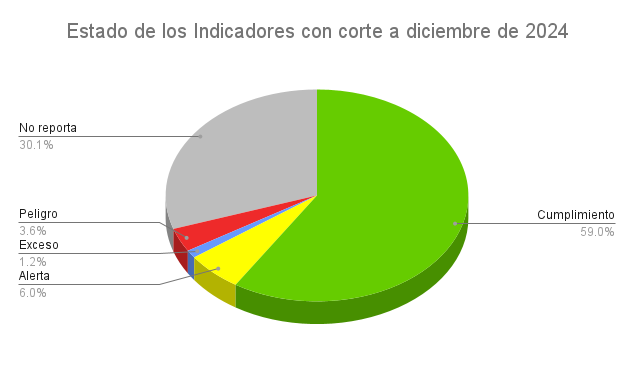 Estado de los Indicadores con corte a diciembre de 2024
No reporta
30.1%
Peligro
3.6%
Exceso
1.2%
Alerta
6.0%
Cumplimiento
59.0%